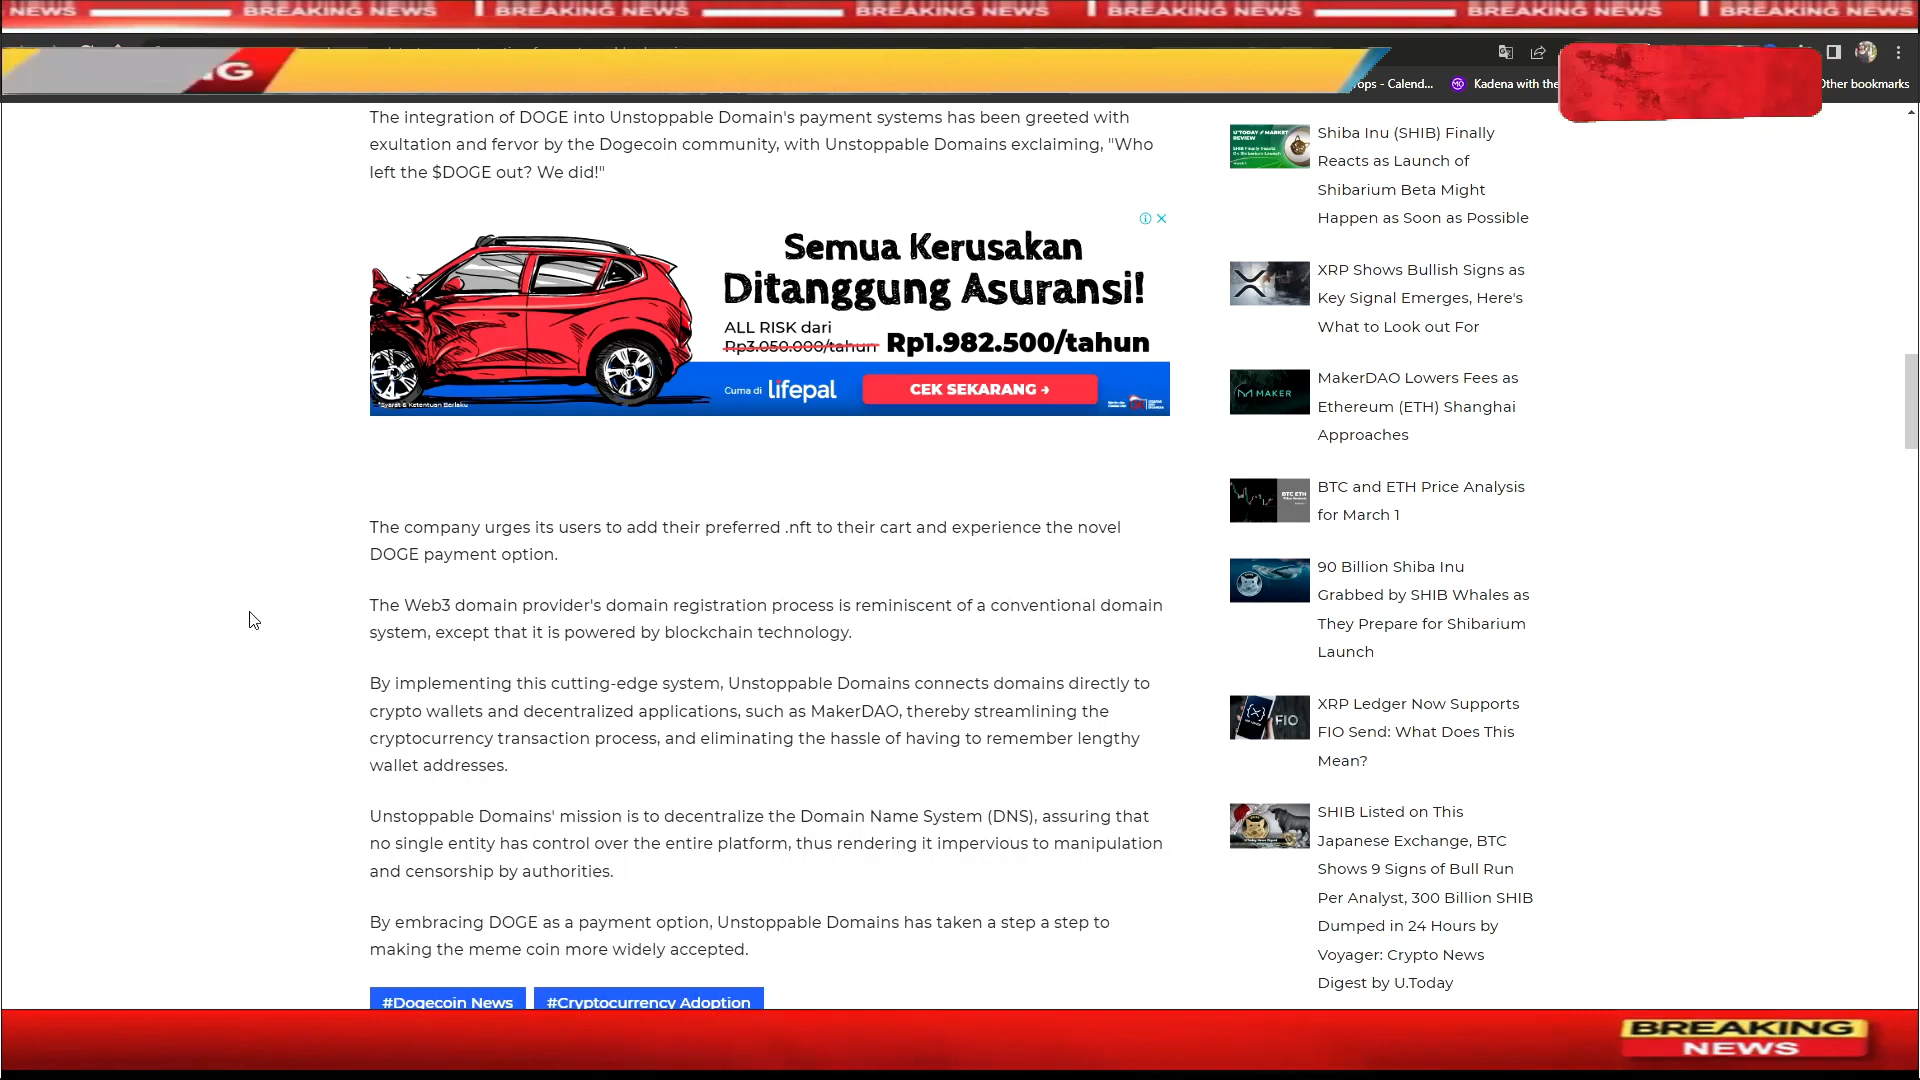 NEWS BREAKING NEWS BREAKING NEWS BREAKING NEWS BREAKING NEWS BREAKING NEWS BREAKING NEWS
NG
rops - Calend...
Kadena with the
Other bookmarks
The integration of DOGE into Unstoppable Domain's payment systems has been greeted with
exultation and fervor by the Dogecoin community, with Unstoppable Domains exclaiming, "Who
left the $DOGE out? We did!"
Semua Kerusakan
Ditanggung Asuransi!
ALL RISK dari
Rp3.050.000/tahun Rp1.982.500/tahun
Cuma di lifepal
CEK SEKARANG →
*Syarat & Ketentuan Berlaku
The company urges its users to add their preferred .nft to their cart and experience the novel
DOGE payment option.
The Web3 domain provider's domain registration process is reminiscent of a conventional domain
system, except that it is powered by blockchain technology.
By implementing this cutting-edge system, Unstoppable Domains connects domains directly to
crypto wallets and decentralized applications, such as MakerDAO, thereby streamlining the
cryptocurrency transaction process, and eliminating the hassle of having to remember lengthy
wallet addresses.
Unstoppable Domains' mission is to decentralize the Domain Name System (DNS), assuring that
no single entity has control over the entire platform, thus rendering it impervious to manipulation
and censorship by authorities.
By embracing DOGE as a payment option, Unstoppable Domains has taken a step a step to
making the meme coin more widely accepted.
#Dogecoin News
#Cryptocurrency Adoption
U'TODAY MARKET
REVIEW
Shiba Inu (SHIB) Finally
Reacts as Launch of
Shibarium Beta Might
Happen as Soon as Possible
XRP Shows Bullish Signs as
Key Signal Emerges, Here's
What to Look out For
MAKER
MakerDAO Lowers Fees as
Ethereum (ETH) Shanghai
Approaches
BTC ETH
BTC and ETH Price Analysis
for March 1
90 Billion Shiba Inu
Grabbed by SHIB Whales as
They Prepare for Shibarium
Launch
FIO
XRP Ledger Now Supports
FIO Send: What Does This
Mean?
SHIB Listed on This
Japanese Exchange, BTC
Shows 9 Signs of Bull Run
Per Analyst, 300 Billion SHIB
Dumped in 24 Hours by
Voyager: Crypto News
Digest by U.Today
BREAKING
NEWS